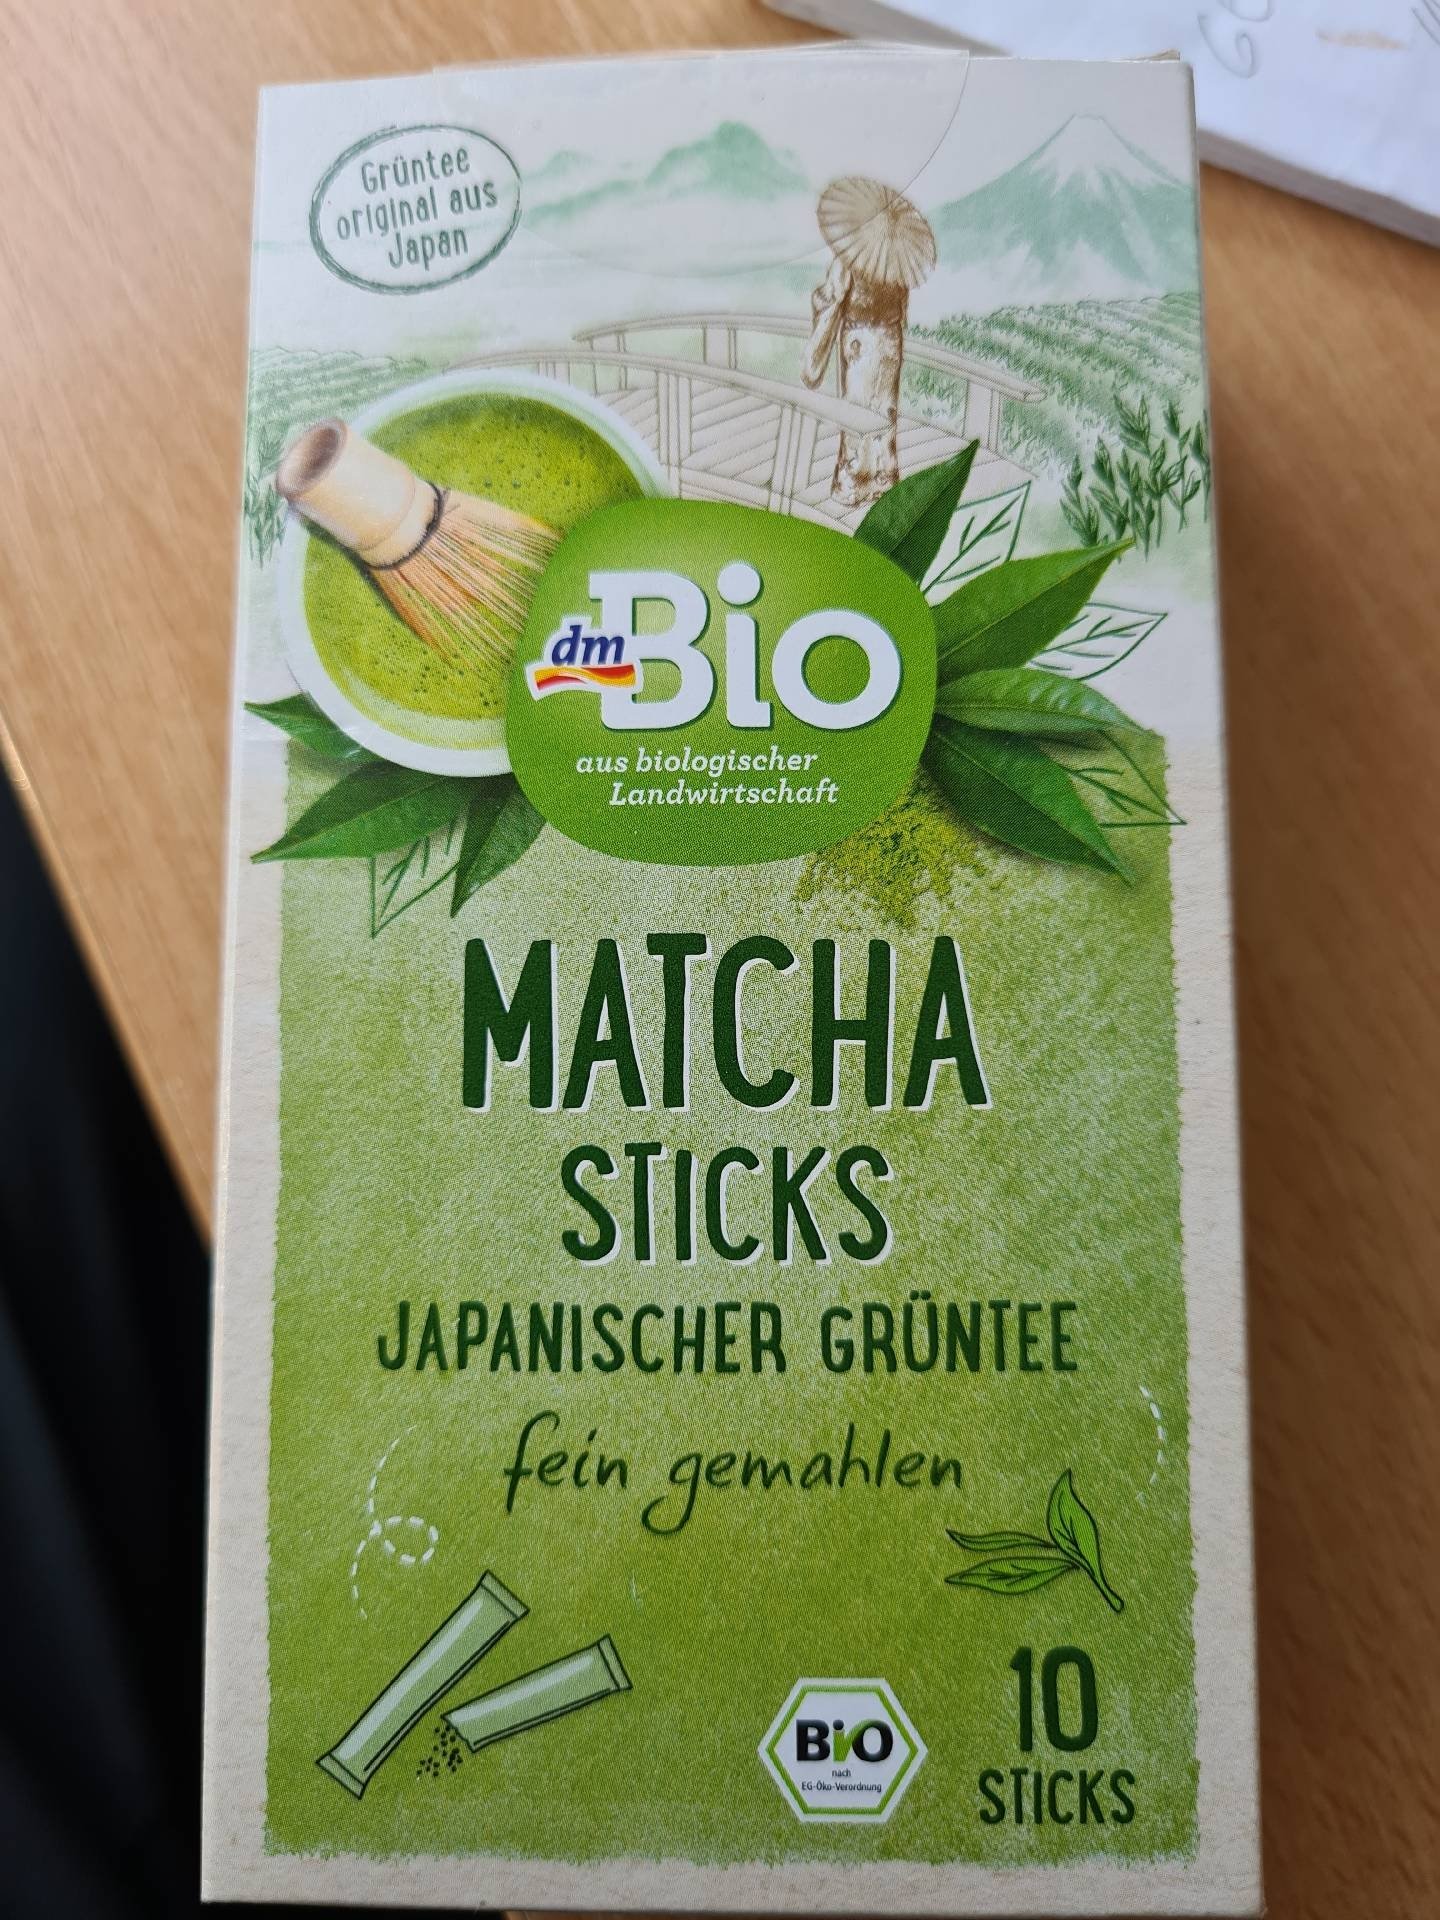 Grüntee
original aus
Japan
dm
Bio
aus biologischer
Landwirtschaft
MATCHA
STICKS
JAPANISCHER GRÜNTEE
fein gemahlen
Bio
nach
EG-Öko-Verordnung
10
STICKS